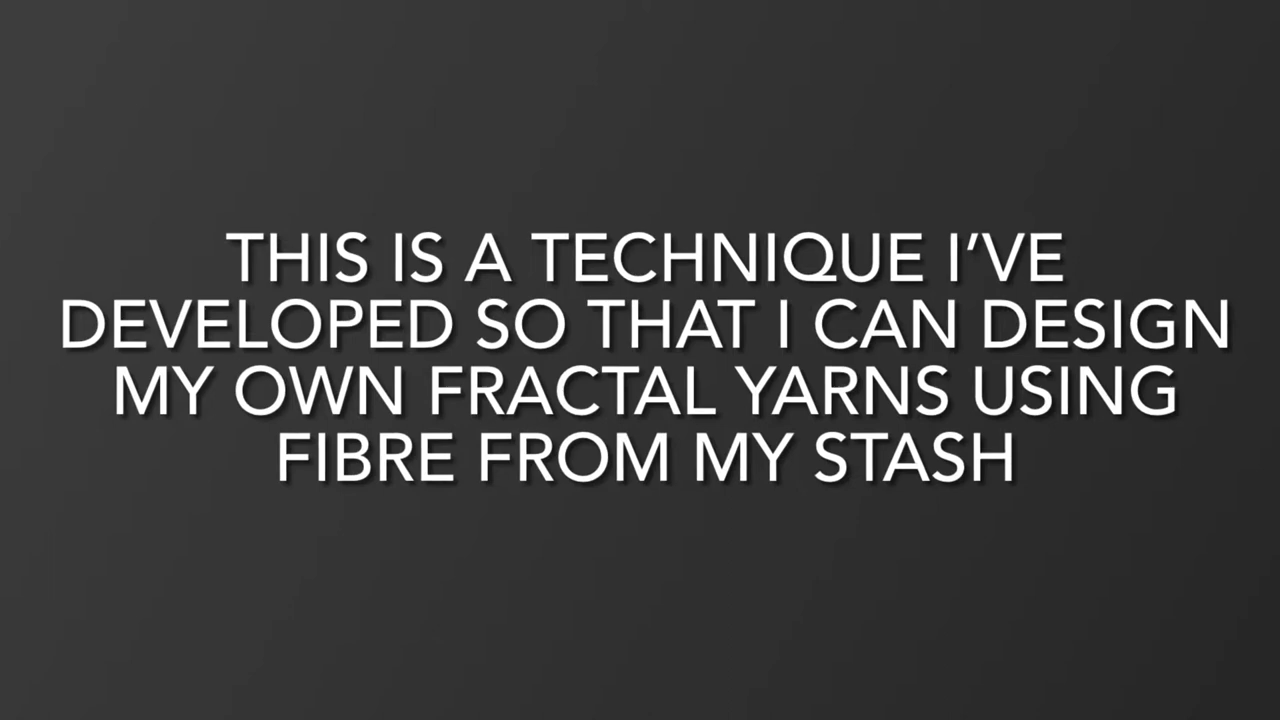 THIS IS A TECHNIQUE I’VE
DEVELOPED SO THAT I CAN DESIGN
MY OWN FRACTAL YARNS USING
FIBRE FROM MY STASH